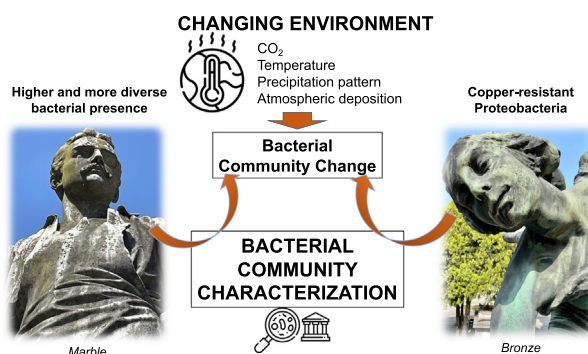 CHANGING ENVIRONMENT
CO₂
Temperature
Precipitation pattern
Atmospheric deposition
Higher and more diverse
bacterial presence
Copper-resistant
Proteobacteria
Bacterial
Community Change
BACTERIAL
COMMUNITY
CHARACTERIZATION
Marble
Bronze